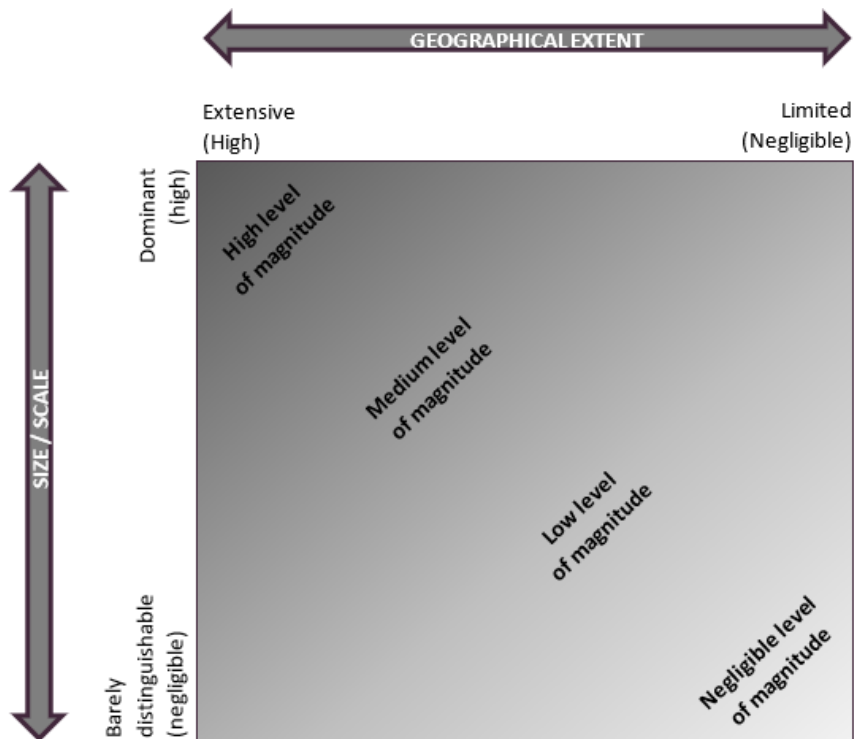 GEOGRAPHICAL EXTENT
Extensive
(High)
Limited
(Negligible)
SIZE / SCALE
Dominant
(high)
Barely
distinguishable
(negligible)
High level
of magnitude
Medium level
of magnitude
Low level
of magnitude
Negligible level
of magnitude